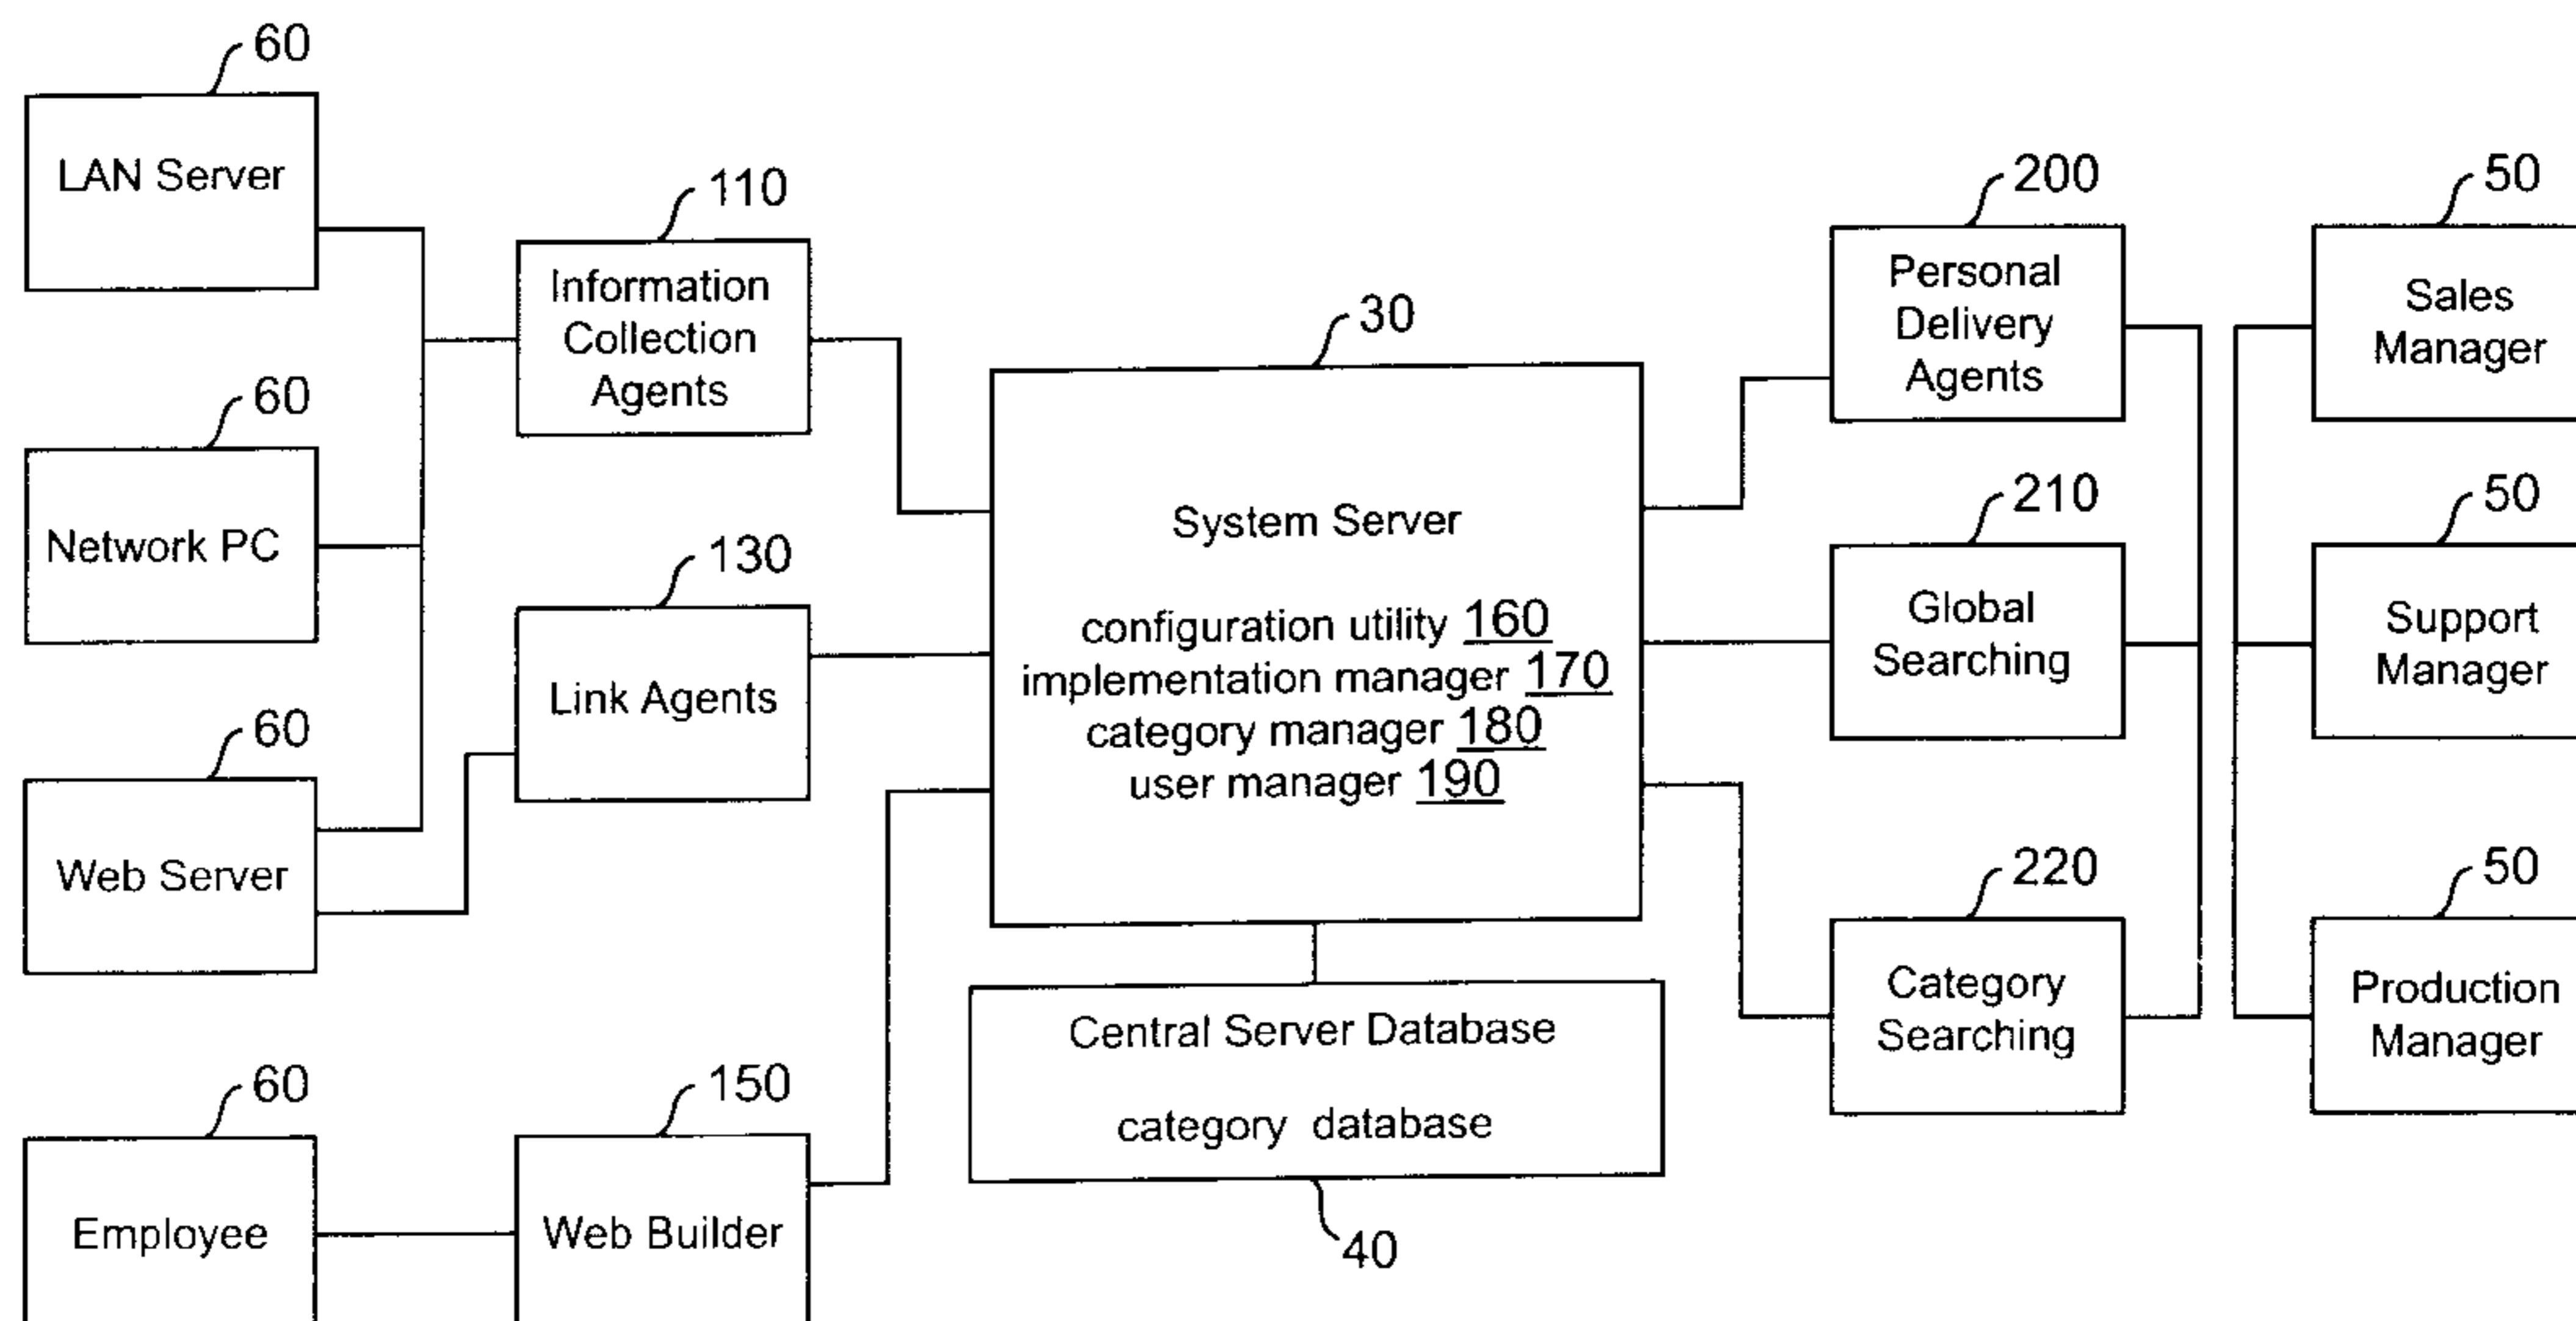 60
LAN Server
60
Network PC
60
Web Server
60
Employee
110
Information
Collection
Agents
130
Link Agents
150
Web Builder
30
System Server
configuration utility 160
implementation manager 170
category manager 180
user manager 190
Central Server Database
category database
40
200
Personal
Delivery
Agents
210
Global
Searching
220
Category
Searching
50
Sales
Manager
50
Support
Manager
50
Production
Manager